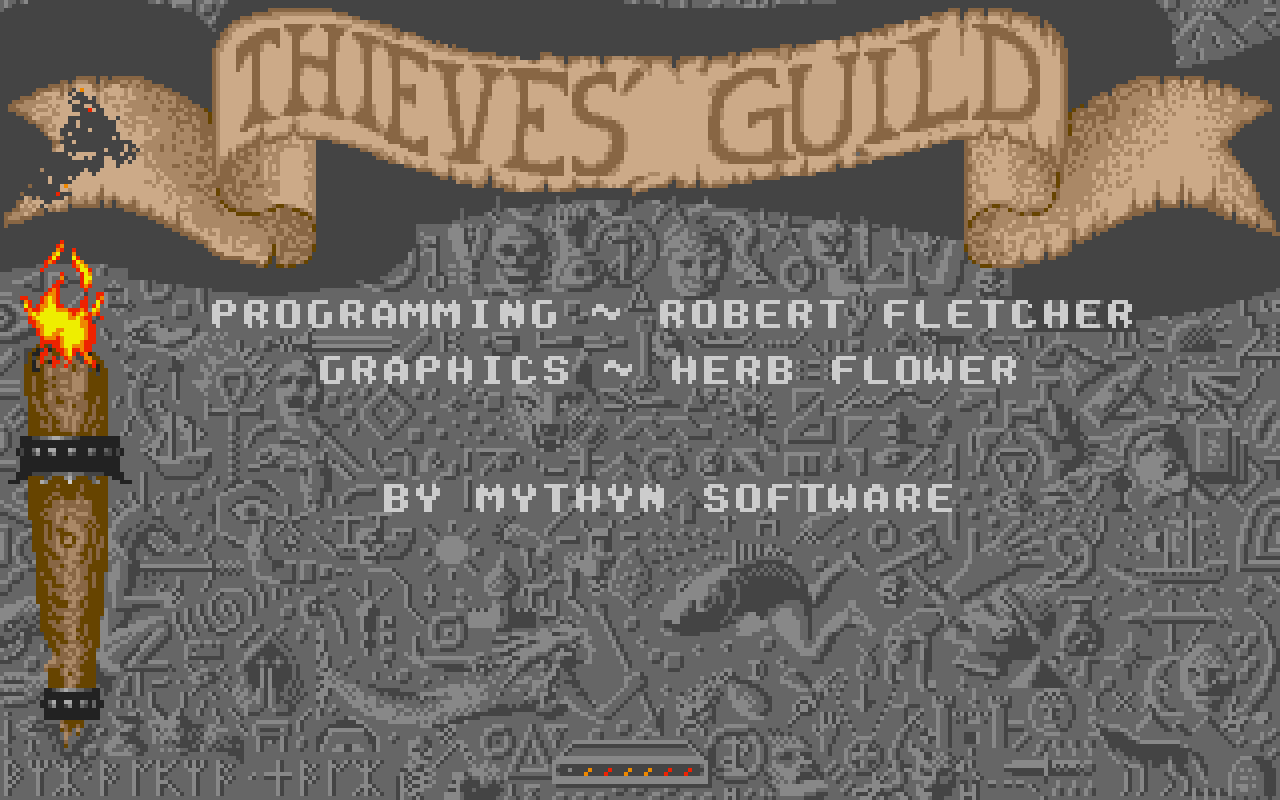 THIEVES' GUILD
PROGRAMMING ~ ROBERT FLETCHER
GRAPHICS ~ HERB FLOWER
BY MYTHYN SOFTWARE